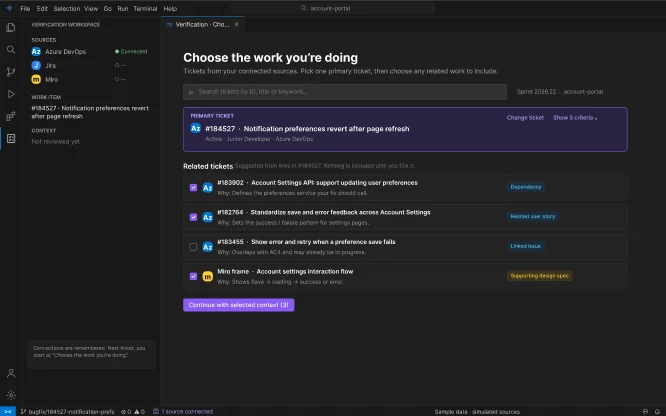 File Edit Selection View Go Run Terminal Help
account-portal
VERIFICATION WORKSPACE
SOURCES
Az Azure DevOps Connected
J Jira
m Miro
WORK ITEM
#184527 · Notification preferences revert after page refresh
CONTEXT
Not reviewed yet
Connections are remembered. Next ticket, you start at "Choose the work you're doing".
TS Verification · Cho... ×
Choose the work you're doing
Tickets from your connected sources. Pick one primary ticket, then choose any related work to include.
Search tickets by ID, title or keyword...
Sprint 2026.22 · account-portal
PRIMARY TICKET
Az #184527 · Notification preferences revert after page refresh
Active · Junior Developer · Azure DevOps
Change ticket Show 5 criteria
Related tickets Suggested from links in #184527. Nothing is included until you tick it.
Az #183902 · Account Settings API: support updating user preferences
Why: Defines the preferences service your fix should call.
Dependency
Az #182764 · Standardize save and error feedback across Account Settings
Why: Sets the success / failure pattern for settings pages.
Related user story
Az #183455 · Show error and retry when a preference save fails
Why: Overlaps with AC4 and may already be in progress.
Linked issue
m Miro frame · Account settings interaction flow
Why: Shows Save → loading → success or error.
Supporting design spec
Continue with selected context (3)
bugfix/184527-notification-prefs 0 0 1 source connected
Sample data · simulated sources